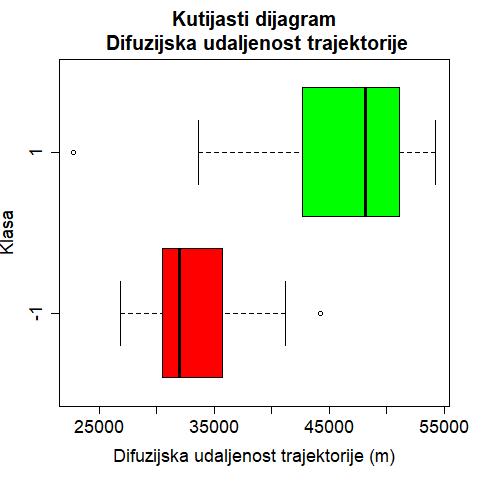 Kutijasti dijagram
Difuzijska udaljenost trajektorije
Klasa
1
-1
25000
35000
45000
55000
Difuzijska udaljenost trajektorije (m)